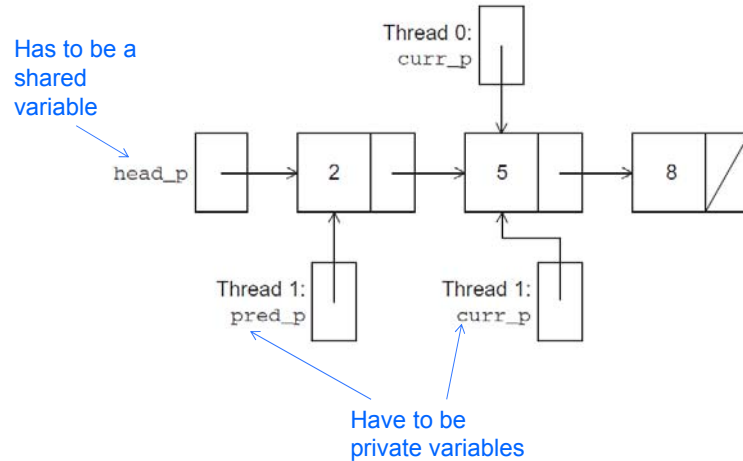 Thread 0:
curr_p
Has to be a
shared
variable
head_p
2
5
8
Thread 1:
pred_p
Thread 1:
curr_p
Have to be
private variables